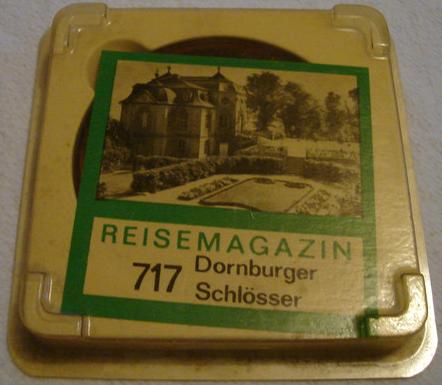 REISEMAGAZIN
717 Dornburger
Schlösser